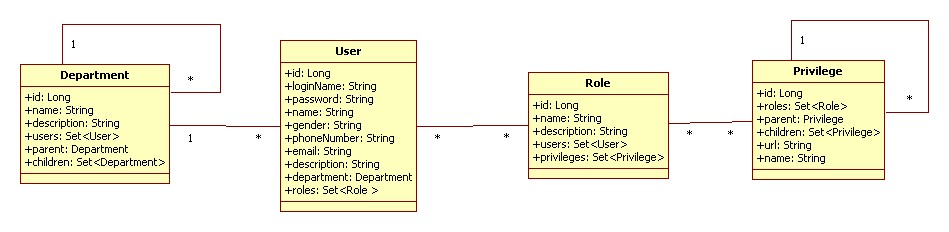 1
*
Department
+id: Long
+name: String
+description: String
+users: Set<User>
+parent: Department
+children: Set<Department>
1
*
User
+id: Long
+loginName: String
+password: String
+name: String
+gender: String
+phoneNumber: String
+email: String
+description: String
+department: Department
+roles: Set<Role >
*
*
Role
+id: Long
+name: String
+description: String
+users: Set<User>
+privileges: Set<Privilege>
*
*
1
*
Privilege
+id: Long
+roles: Set<Role>
+parent: Privilege
+children: Set<Privilege>
+url: String
+name: String